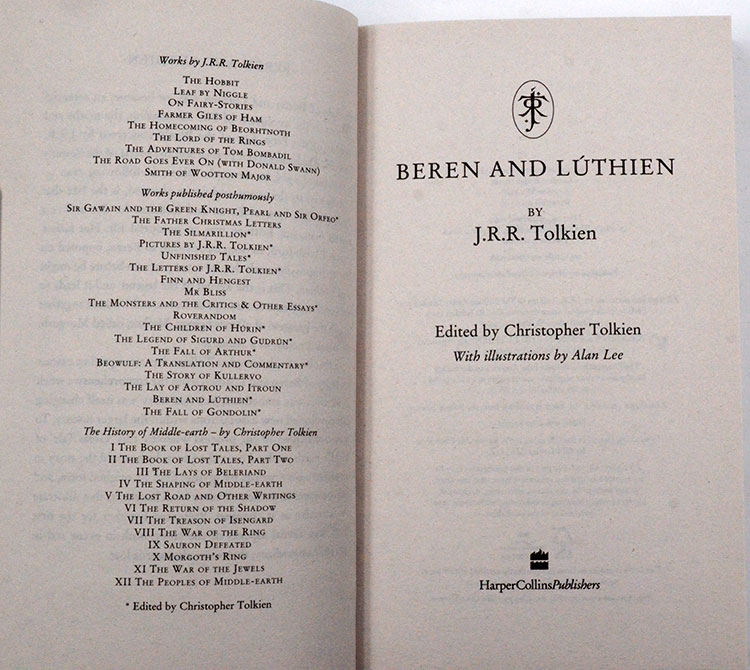 Works by J.R.R. Tolkien
The Hobbit
Leaf by Niggle
On Fairy-Stories
Farmer Giles of Ham
The Homecoming of Beorhtnoth
The Lord of the Rings
The Adventures of Tom Bombadil
The Road Goes Ever On (with Donald Swann)
Smith of Wootton Major
Works published posthumously
Sir Gawain and the Green Knight, Pearl and Sir Orfeo*
The Father Christmas Letters
The Silmarillion*
Pictures by J.R.R. Tolkien*
Unfinished Tales*
The Letters of J.R.R. Tolkien*
Finn and Hengest
Mr Bliss
The Monsters and the Critics & Other Essays*
Roverandom
The Children of Húrin*
The Legend of Sigurd and Gudrún*
The Fall of Arthur*
Beowulf: A Translation and Commentary*
The Story of Kullervo
The Lay of Aotrou and Itroun
Beren and Lúthien*
The Fall of Gondolin*
The History of Middle-earth – by Christopher Tolkien
I The Book of Lost Tales, Part One
II The Book of Lost Tales, Part Two
III The Lays of Beleriand
IV The Shaping of Middle-earth
V The Lost Road and Other Writings
VI The Return of the Shadow
VII The Treason of Isengard
VIII The War of the Ring
IX Sauron Defeated
X Morgoth's Ring
XI The War of the Jewels
XII The Peoples of Middle-earth
* Edited by Christopher Tolkien
BEREN AND LÚTHIEN
BY
J.R.R. Tolkien
Edited by Christopher Tolkien
With illustrations by Alan Lee
HarperCollinsPublishers